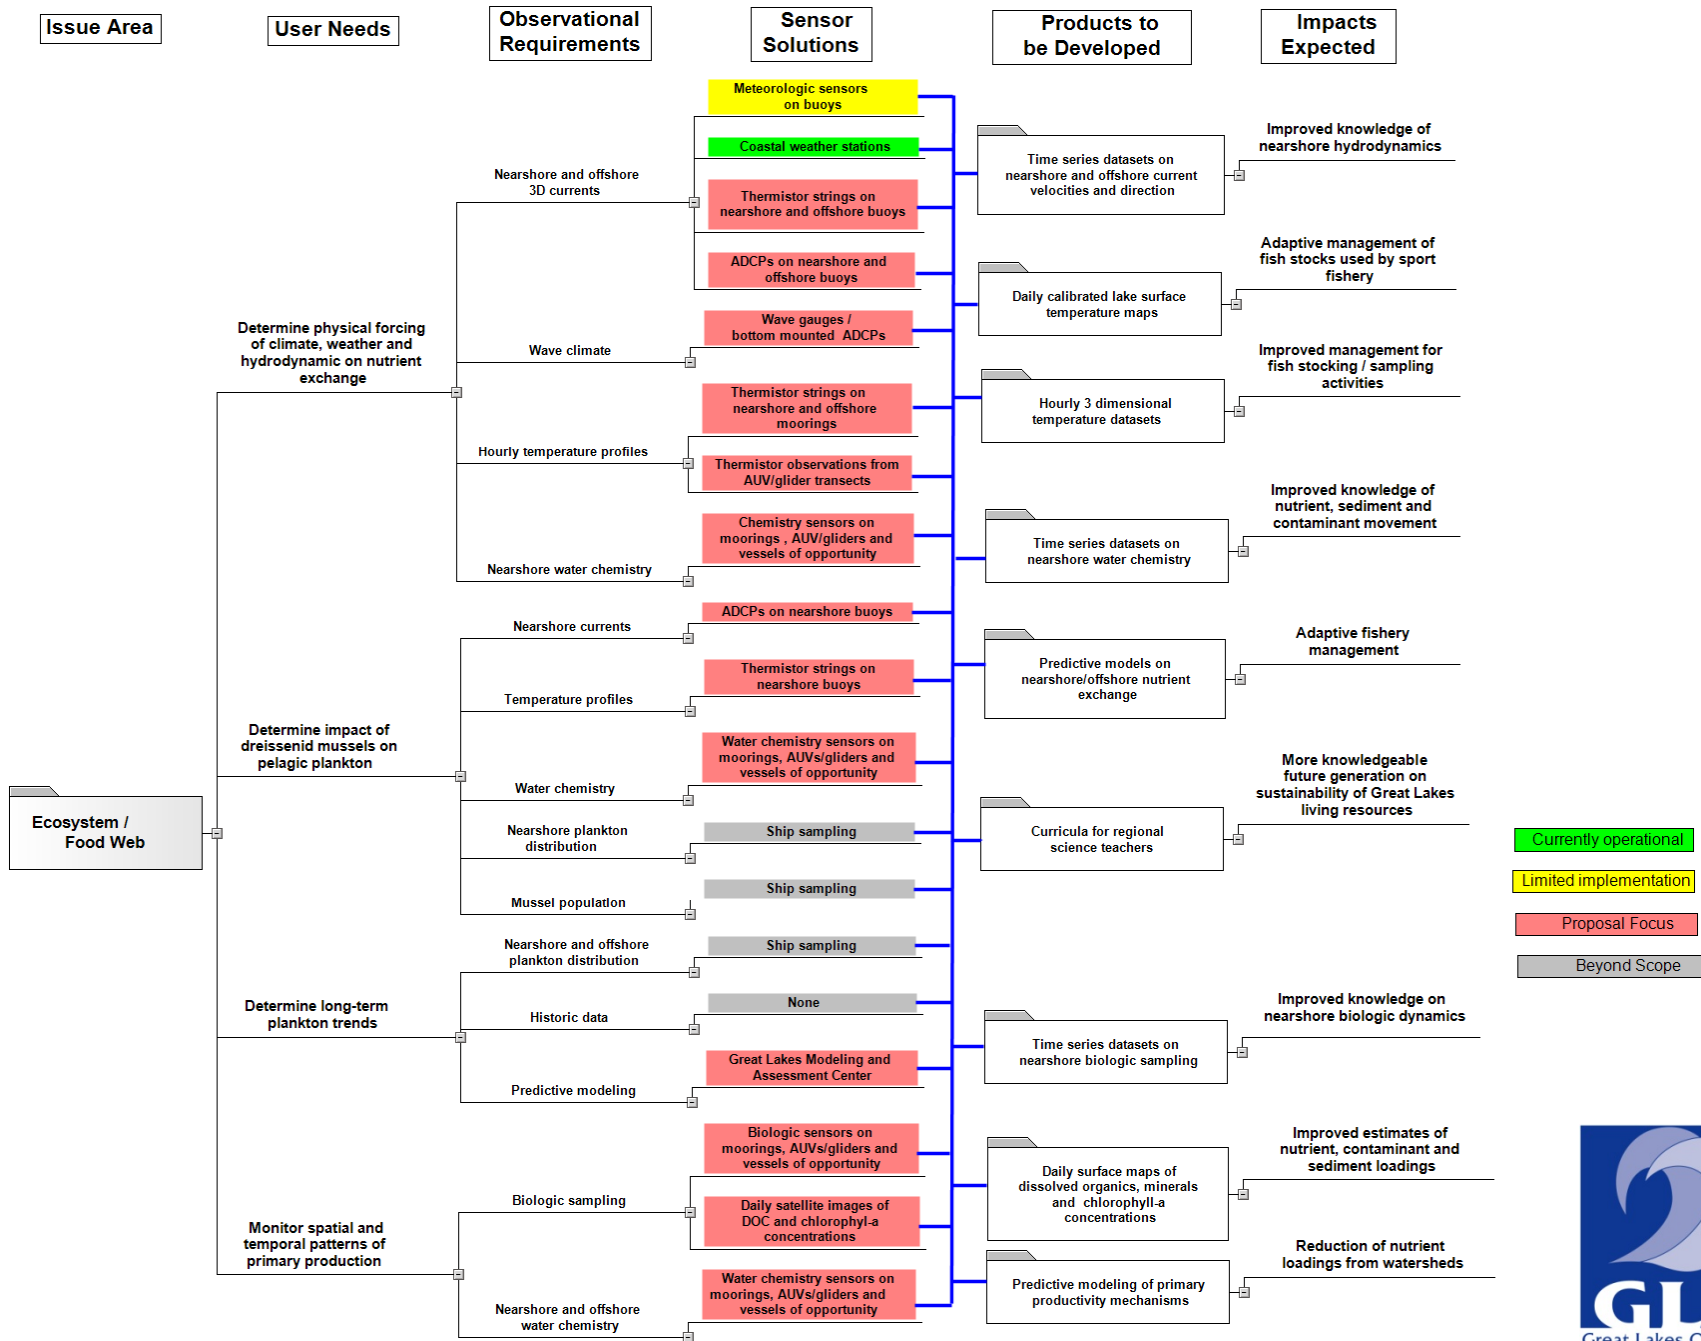 Issue Area
User Needs
Observational
Requirements
Sensor
Solutions
Products to
be Developed
Impacts
Expected
Ecosystem /
Food Web
Determine physical forcing
of climate, weather and
hydrodynamic on nutrient
exchange
Determine impact of
dreissenid mussels on
pelagic plankton
Determine long-term
plankton trends
Monitor spatial and
temporal patterns of
primary production
Nearshore and offshore
3D currents
Wave climate
Hourly temperature profiles
Nearshore water chemistry
Nearshore currents
Temperature profiles
Water chemistry
Nearshore plankton
distribution
Mussel population
Nearshore and offshore
plankton distribution
Historic data
Predictive modeling
Biologic sampling
Nearshore and offshore
water chemistry
Meteorologic sensors
on buoys
Coastal weather stations
Thermistor strings on
nearshore and offshore buoys
ADCPs on nearshore and
offshore buoys
Wave gauges /
bottom mounted ADCPs
Thermistor strings on
nearshore and offshore
moorings
Thermistor observations from
AUV/glider transects
Chemistry sensors on
moorings , AUV/gliders and
vessels of opportunity
ADCPs on nearshore buoys
Thermistor strings on
nearshore buoys
Water chemistry sensors on
moorings, AUVs/gliders and
vessels of opportunity
Ship sampling
Ship sampling
Ship sampling
None
Great Lakes Modeling and
Assessment Center
Biologic sensors on
moorings, AUVs/gliders and
vessels of opportunity
Daily satellite images of
DOC and chlorophyl-a
concentrations
Water chemistry sensors on
moorings, AUVs/gliders and
vessels of opportunity
Time series datasets on
nearshore and offshore current
velocities and direction
Daily calibrated lake surface
temperature maps
Hourly 3 dimensional
temperature datasets
Time series datasets on
nearshore water chemistry
Predictive models on
nearshore/offshore nutrient
exchange
Curricula for regional
science teachers
Time series datasets on
nearshore biologic sampling
Daily surface maps of
dissolved organics, minerals
and chlorophyll-a
concentrations
Predictive modeling of primary
productivity mechanisms
Improved knowledge of
nearshore hydrodynamics
Adaptive management of
fish stocks used by sport
fishery
Improved management for
fish stocking / sampling
activities
Improved knowledge of
nutrient, sediment and
contaminant movement
Adaptive fishery
management
More knowledgeable
future generation on
sustainability of Great Lakes
living resources
Improved knowledge on
nearshore biologic dynamics
Improved estimates of
nutrient, contaminant and
sediment loadings
Reduction of nutrient
loadings from watersheds
Currently operational
Limited implementation
Proposal Focus
Beyond Scope
Great Lakes